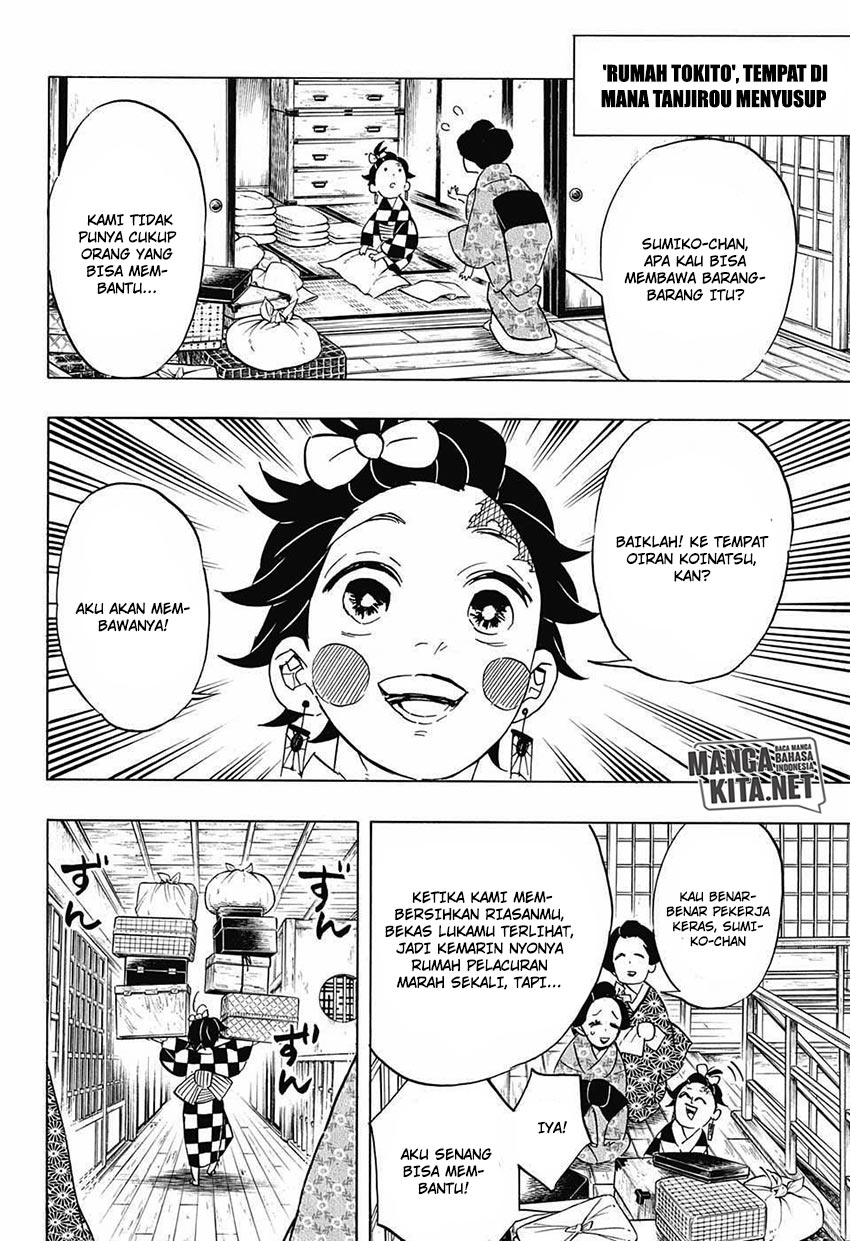 'RUMAH TOKITO', TEMPAT DI
MANA TANJIROU MENYUSUP
SUMIKO-CHAN,
APA KAU BISA
MEMBAWA BARANG-
BARANG ITU?
KAMI TIDAK
PUNYA CUKUP
ORANG YANG
BISA MEM-
BANTU...
BAIKLAH! KE TEMPAT
OIRAN KOINATSU,
KAN?
AKU AKAN MEM-
BAWANYA!
MANGA
KITA.NET
BACA MANGA
BAHASA
INDONESIA
KAU BENAR-
BENAR PEKERJA
KERAS, SUMI-
KO-CHAN
KETIKA KAMI MEM-
BERSIHKAN RIASANMU,
BEKAS LUKAMU TERLIHAT,
JADI KEMARIN NYONYA
RUMAH PELACURAN
MARAH SEKALI, TAPI...
IYA!
AKU SENANG
BISA MEM-
BANTU!
ずん
ずん